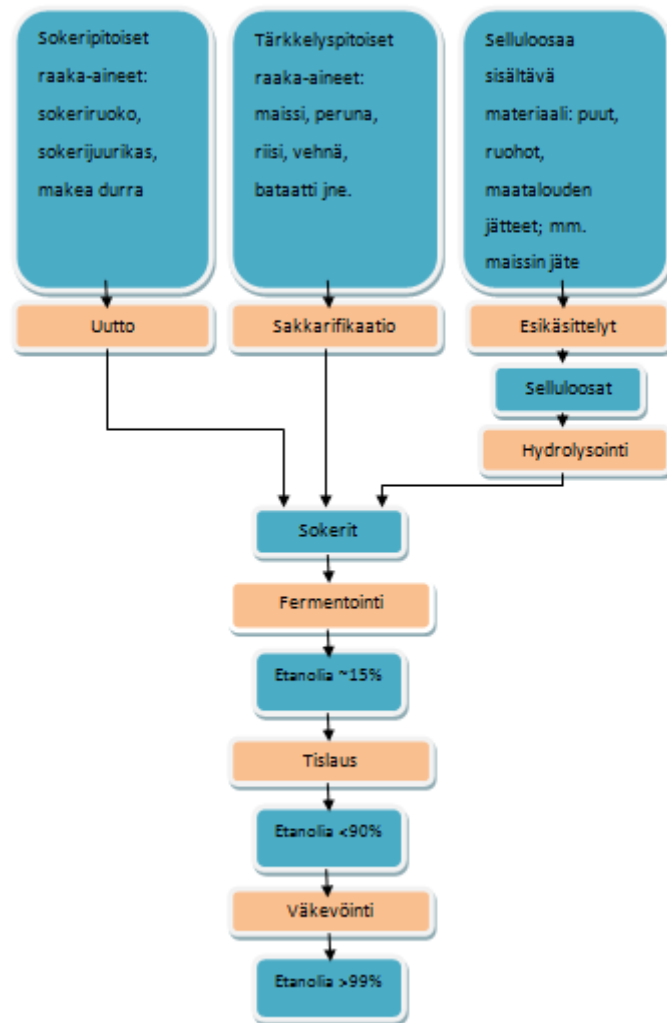 Sokeripitoiset
raaka-aineet:
sokeriruoko,
sokerijuurikas,
makea durra
Tärkkelyspitoiset
raaka-aineet:
maissi, peruna,
riisi, vehnä,
bataatti jne.
Selluloosaa
sisältävä
materiaali: puut,
ruohot,
maatalouden
jätteet; mm.
maissin jäte
Uutto
Sakkarifikaatio
Esikäsittelyt
Selluloosat
Hydrolysointi
Sokerit
Fermentointi
Etanolia ~15%
Tislaus
Etanolia <90%
Väkevöinti
Etanolia >99%